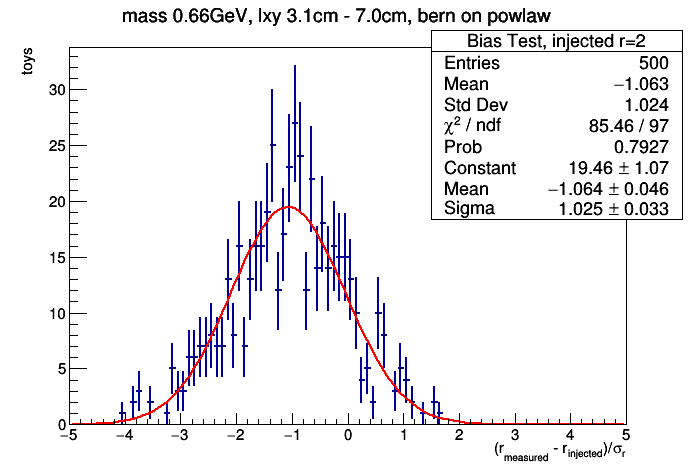 mass 0.66GeV, lxy 3.1cm - 7.0cm, bern on powlaw
Bias Test, injected r=2
Entries 500
Mean −1.063
Std Dev 1.024
χ² / ndf 85.46 / 97
Prob 0.7927
Constant 19.46 ± 1.07
Mean −1.064 ± 0.046
Sigma 1.025 ± 0.033
toys
30
25
20
15
10
5
0
−5 −4 −3 −2 −1 0 1 2 3 4 5
(r_measured - r_injected)/σ_r